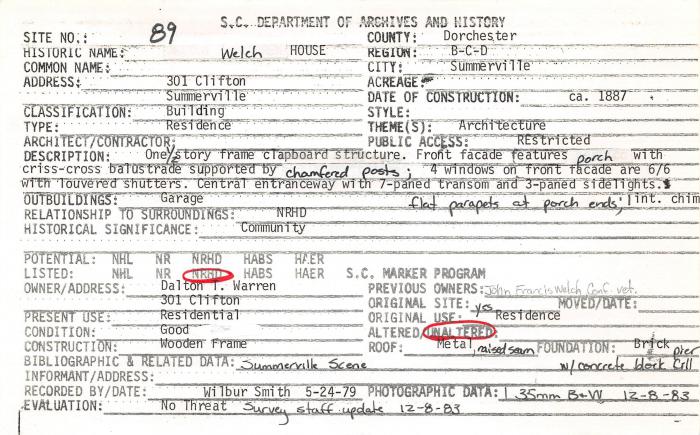 S.C. DEPARTMENT OF ARCHIVES AND HISTORY
SITE NO.: 89 COUNTY: Dorchester
HISTORIC NAME: Welch HOUSE REGION: B-C-D
COMMON NAME: CITY: Summerville
ADDRESS: 301 Clifton ACREAGE:
Summerville DATE OF CONSTRUCTION: ca. 1887
CLASSIFICATION: Building STYLE:
TYPE: Residence THEME(S): Architecture
ARCHITECT/CONTRACTOR: PUBLIC ACCESS: REstricted
DESCRIPTION: One story frame clapboard structure. Front facade features porch with
criss-cross balustrade supported by chamfered posts; 4 windows on front facade are 6/6
with louvered shutters. Central entranceway with 7-paned transom and 3-paned sidelights.
OUTBUILDINGS: Garage flat parapets at porch ends; 1 int. chim
RELATIONSHIP TO SURROUNDINGS: NRHD
HISTORICAL SIGNIFICANCE: Community
POTENTIAL: NHL NR NRHD HABS HAER
LISTED: NHL NR NRHD HABS HAER S.C. MARKER PROGRAM
OWNER/ADDRESS: Dalton T. Warren PREVIOUS OWNERS: John Francis Welch Conf. vet.
301 Clifton ORIGINAL SITE: yes MOVED/DATE:
PRESENT USE: Residential ORIGINAL USE: Residence
CONDITION: Good ALTERED/UNALTERED:
CONSTRUCTION: Wooden Frame ROOF: Metal, raised seam FOUNDATION: Brick pier
BIBLIOGRAPHIC & RELATED DATA: Summerville Scene w/concrete block fill
INFORMANT/ADDRESS:
RECORDED BY/DATE: Wilbur Smith 5-24-79 PHOTOGRAPHIC DATA: 1 35mm B+W 12-8-83
EVALUATION: No Threat Survey staff update 12-8-83